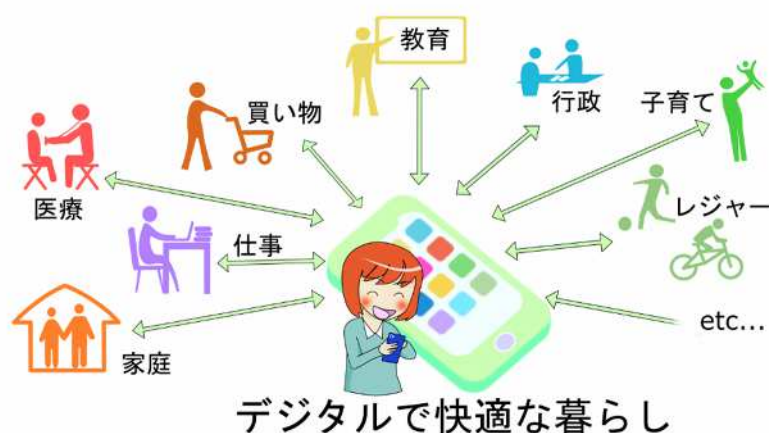 教育
行政
子育て
買い物
医療
レジャー
仕事
etc...
家庭
デジタルで快適な暮らし